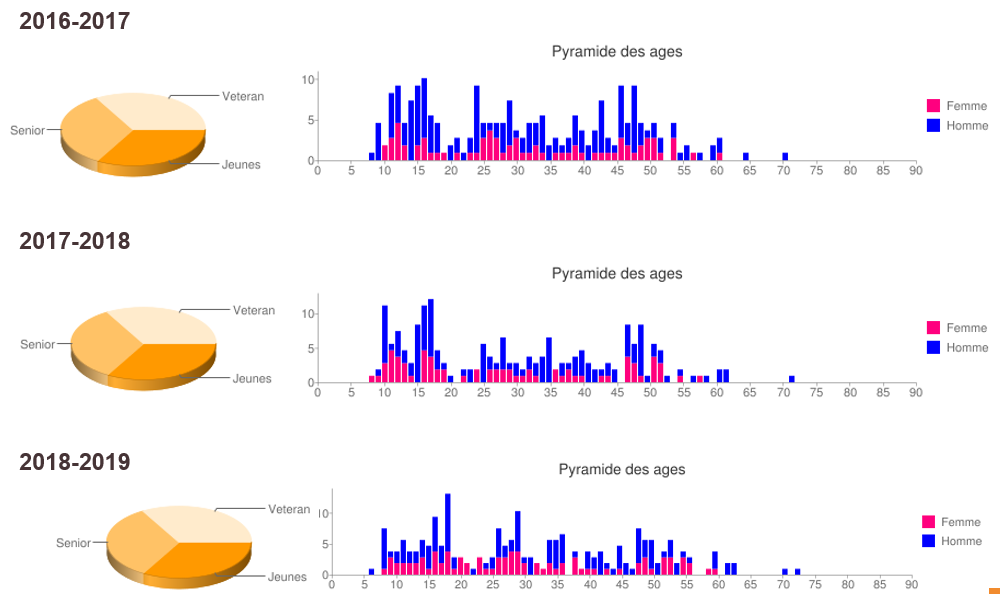 2016-2017
Pyramide des ages
Veteran
Senior
Jeunes
10
5
0
0 5 10 15 20 25 30 35 40 45 50 55 60 65 70 75 80 85 90
Femme
Homme
2017-2018
Pyramide des ages
Veteran
Senior
Jeunes
10
5
0
0 5 10 15 20 25 30 35 40 45 50 55 60 65 70 75 80 85 90
Femme
Homme
2018-2019
Pyramide des ages
Veteran
Senior
Jeunes
10
5
0
0 5 10 15 20 25 30 35 40 45 50 55 60 65 70 75 80 85 90
Femme
Homme